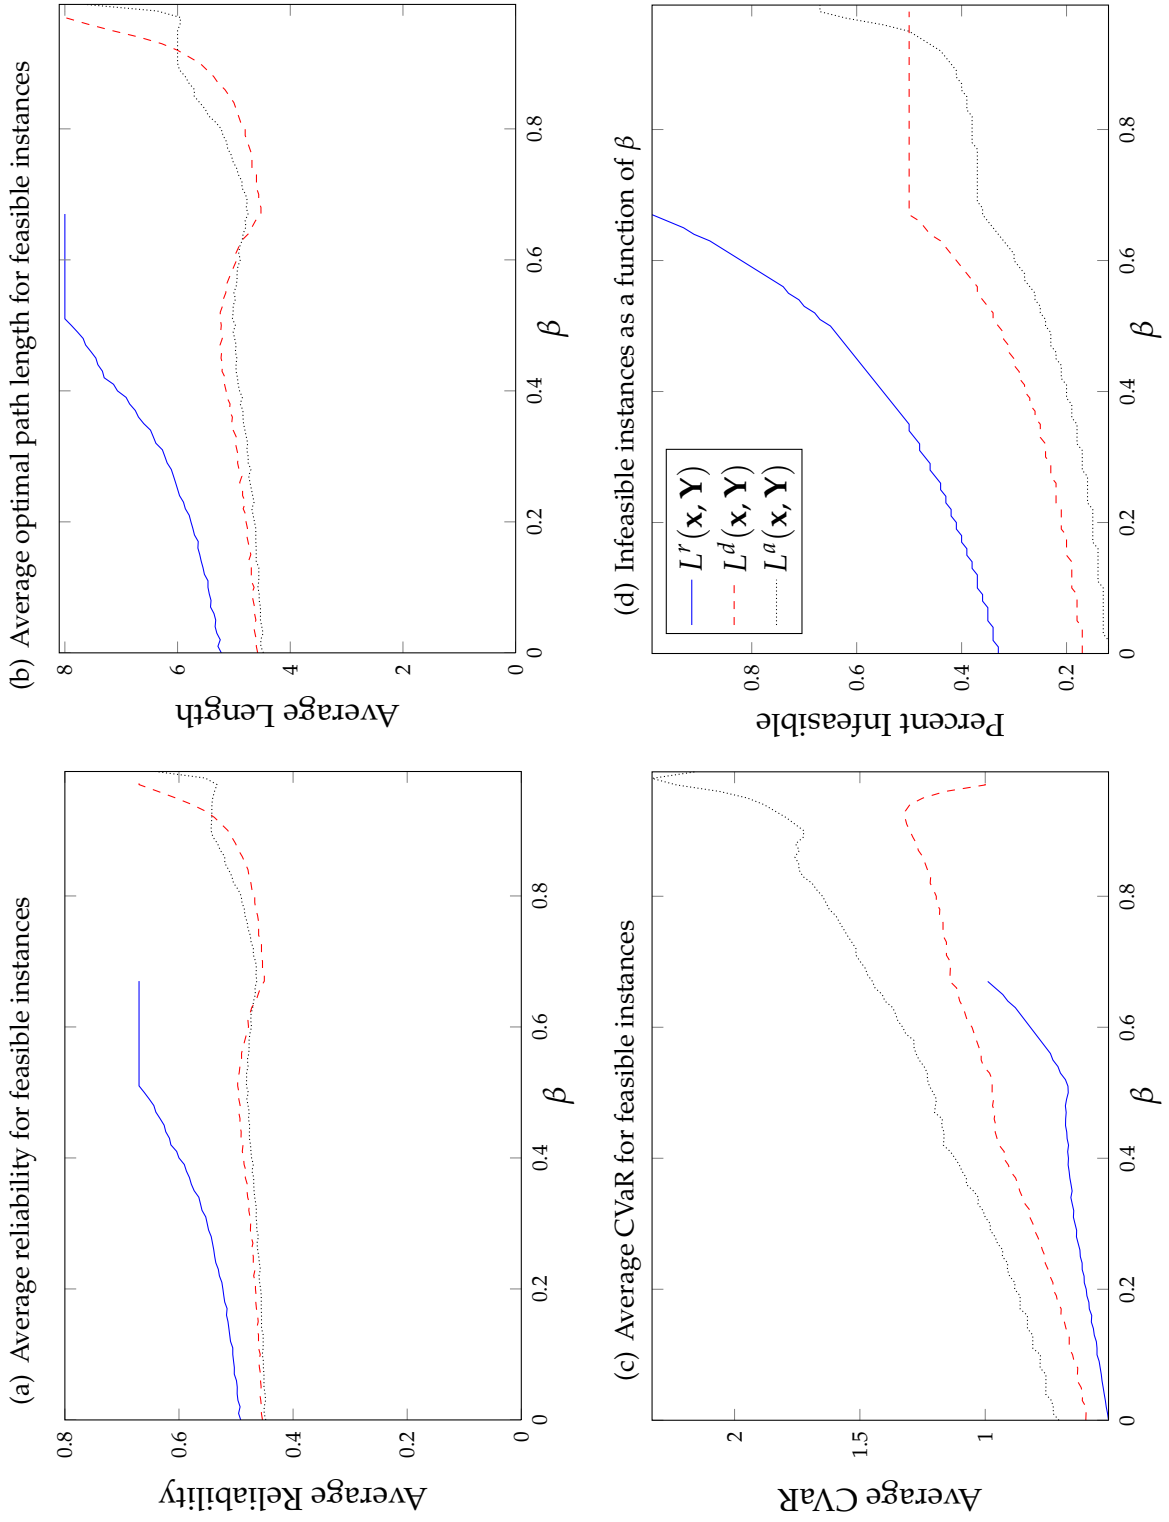 (a) Average reliability for feasible instances
0.8
0.6
0.4
0.2
0
0 0.2 0.4 0.6 0.8
β
Average Reliability
(b) Average optimal path length for feasible instances
8
6
4
2
0
0 0.2 0.4 0.6 0.8
β
Average Length
(c) Average CVaR for feasible instances
2
1.5
1
0 0.2 0.4 0.6 0.8
β
Average CVaR
(d) Infeasible instances as a function of β
0.8
0.6
0.4
0.2
0 0.2 0.4 0.6 0.8
β
Percent Infeasible
L^r(x, Y)
L^d(x, Y)
L^a(x, Y)